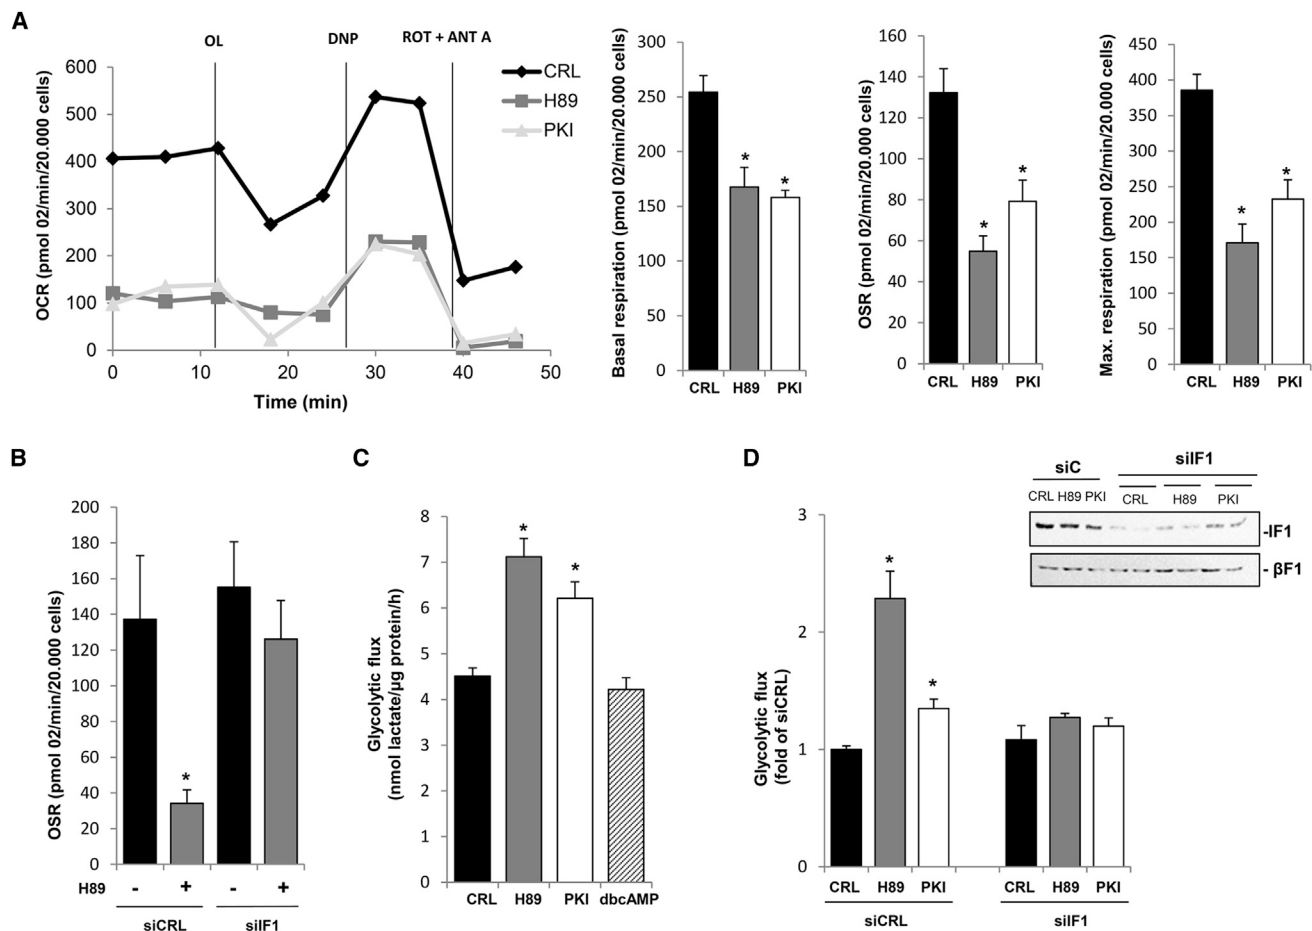 A
OL
DNP
ROT + ANT A
CRL
H89
PKI
600
500
400
300
200
100
0
0
10
20
30
40
50
OCR (pmol 02/min/20.000 cells)
Time (min)
300
250
200
150
100
50
0
Basal respiration (pmol 02/min/20.000 cells)
*
*
CRL
H89
PKI
160
140
120
100
80
60
40
20
0
OSR (pmol 02/min/20.000 cells)
*
*
CRL
H89
PKI
450
400
350
300
250
200
150
100
50
0
Max. respiration (pmol 02/min/20.000 cells)
*
*
CRL
H89
PKI
B
200
180
160
140
120
100
80
60
40
20
0
OSR (pmol 02/min/20.000 cells)
*
H89 - + - +
siCRL siIF1
C
8
7
6
5
4
3
2
1
0
Glycolytic flux
(nmol lactate/µg protein/h)
*
*
CRL H89 PKI dbcAMP
D
siC siIF1
CRL H89 PKI CRL H89 PKI
-IF1
- βF1
3
2
1
0
Glycolytic flux
(fold of siCRL)
*
*
CRL H89 PKI CRL H89 PKI
siCRL siIF1